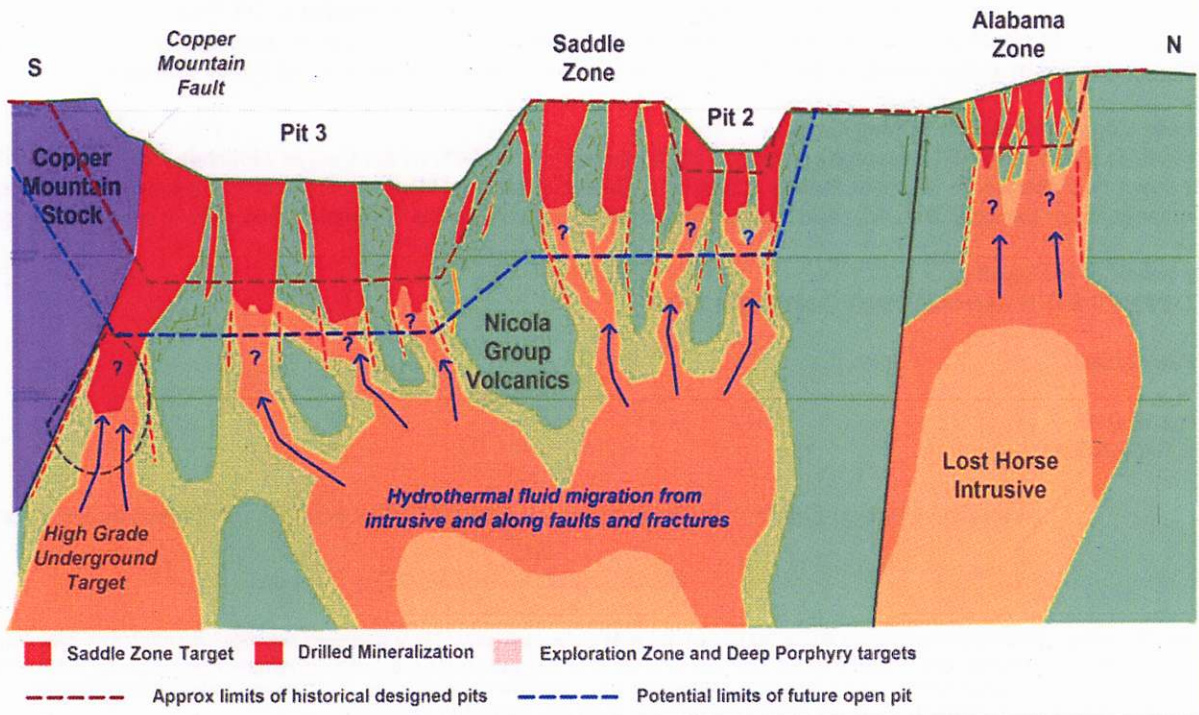 S
Copper
Mountain
Fault
Pit 3
Saddle
Zone
Pit 2
Alabama
Zone
N
Copper
Mountain
Stock
?
?
?
?
?
?
?
?
?
Nicola
Group
Volcanics
Lost Horse
Intrusive
Hydrothermal fluid migration from
intrusive and along faults and fractures
High Grade
Underground
Target
Saddle Zone Target Drilled Mineralization Exploration Zone and Deep Porphyry targets
Approx limits of historical designed pits Potential limits of future open pit